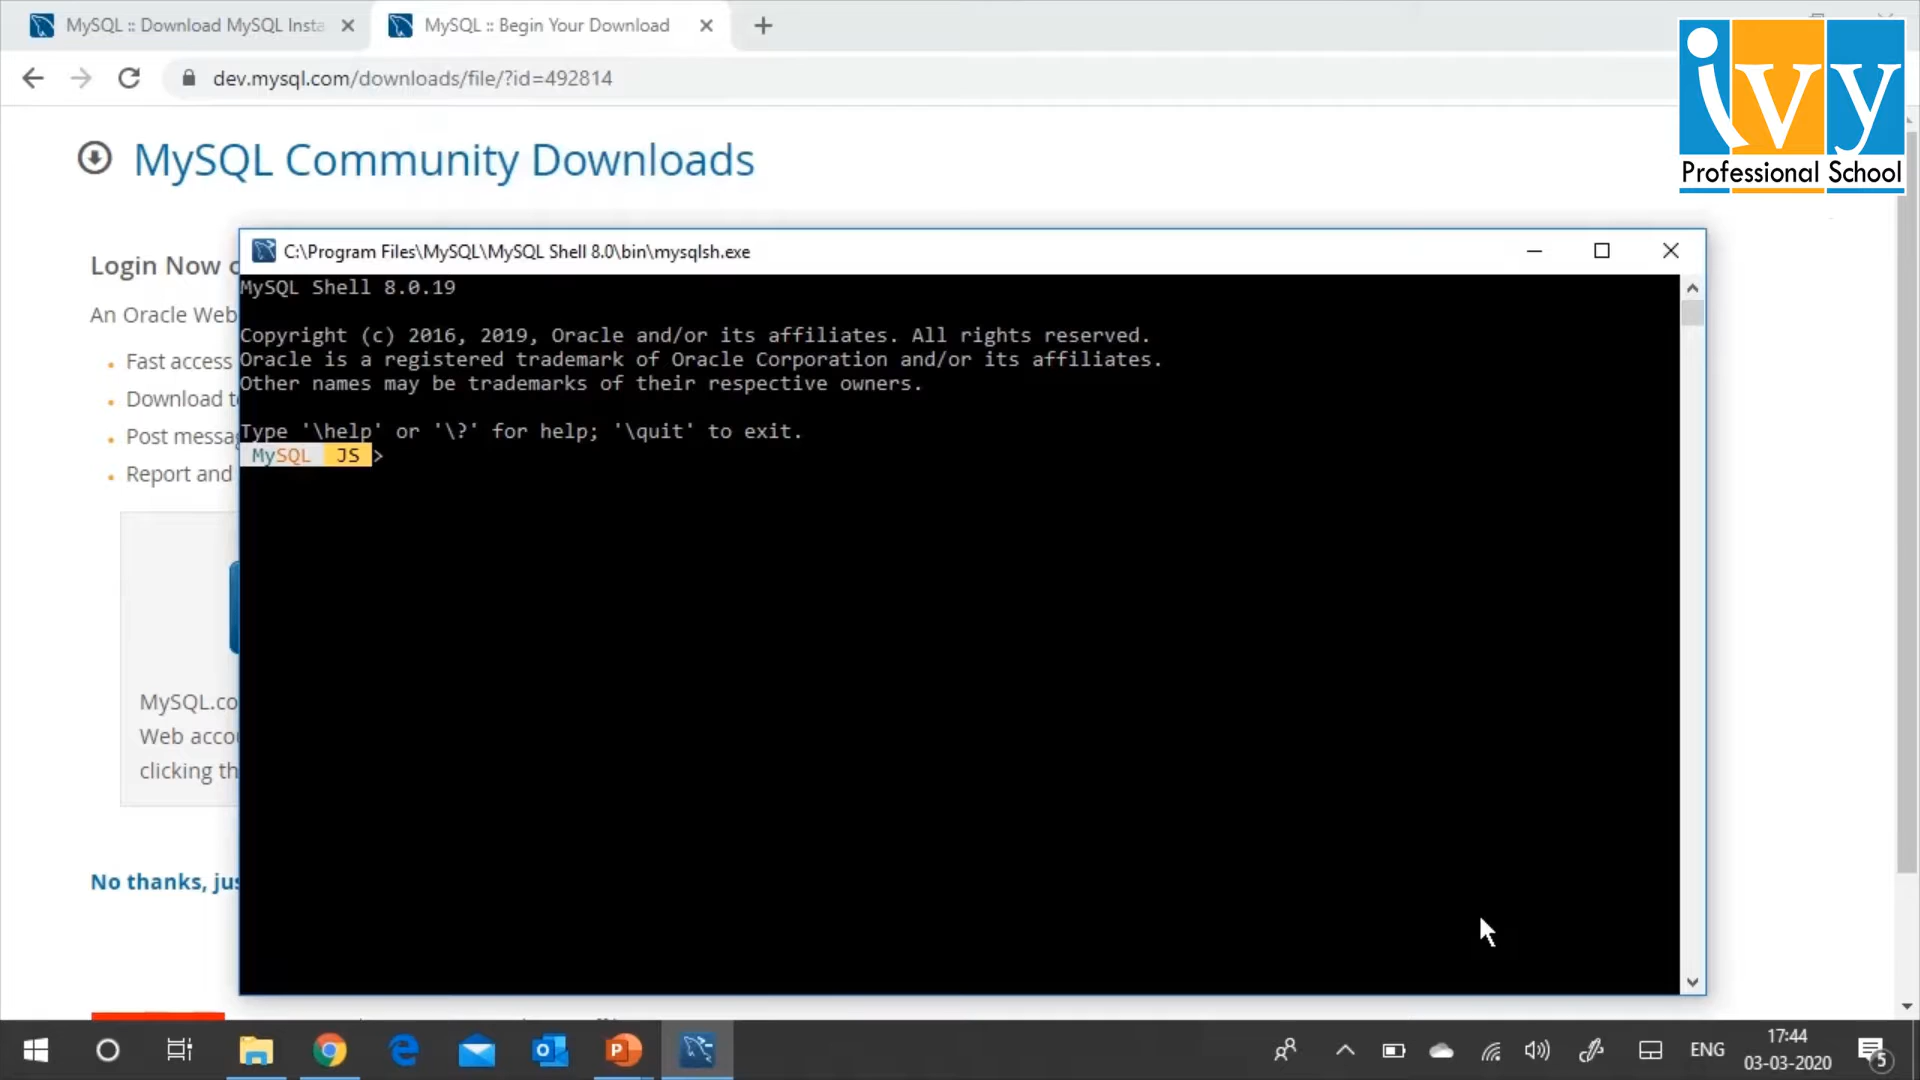 MySQL :: Download MySQL Insta
MySQL :: Begin Your Download
dev.mysql.com/downloads/file/?id=492814
ivy
Professional School
MySQL Community Downloads
Login Now
An Oracle Web
Fast access
Download
Post
Report and
MySQL.co
Web
clicking
No thanks,
C:\Program Files\MySQL\MySQL Shell 8.0\bin\mysqlsh.exe
MySQL Shell 8.0.19
Copyright (c) 2016, 2019, Oracle and/or its affiliates. All rights reserved.
Oracle is a registered trademark of Oracle Corporation and/or its affiliates.
Other names may be trademarks of their respective owners.
Type '\help' or '\?' for help; '\quit' to exit.
MySQL JS >
ENG
17:44
03-03-2020
5